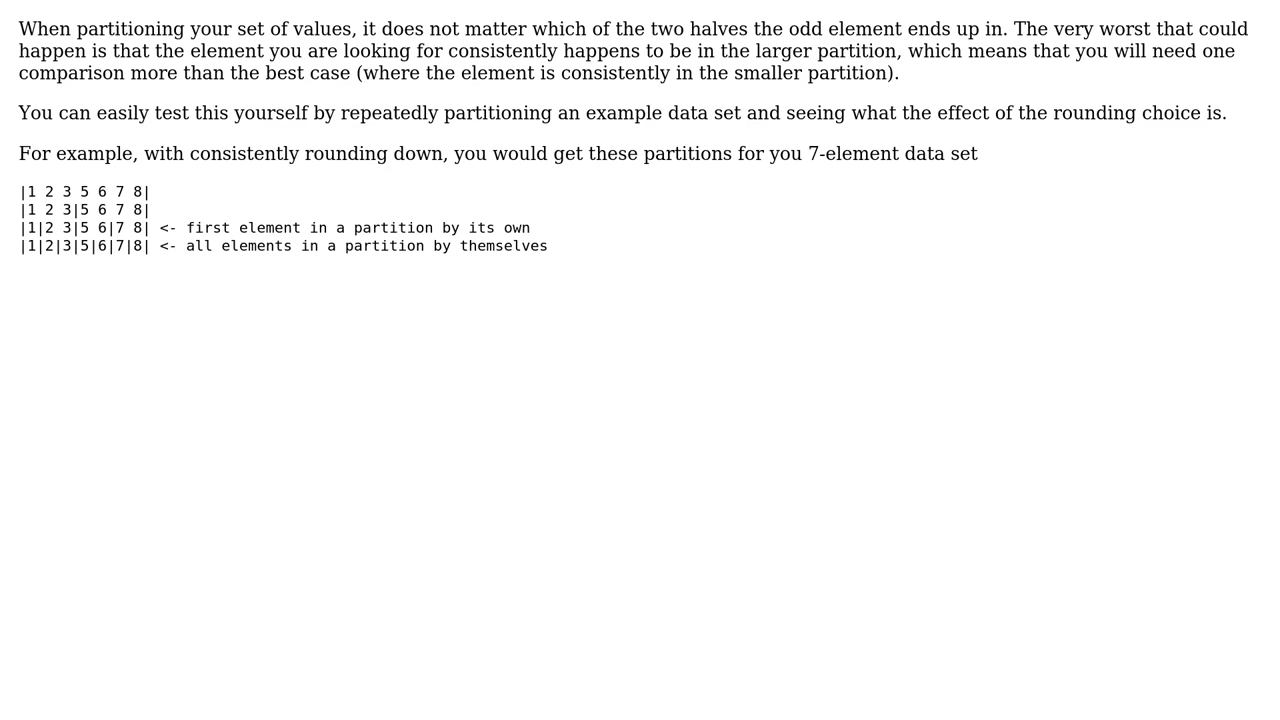 When partitioning your set of values, it does not matter which of the two halves the odd element ends up in. The very worst that could
happen is that the element you are looking for consistently happens to be in the larger partition, which means that you will need one
comparison more than the best case (where the element is consistently in the smaller partition).
You can easily test this yourself by repeatedly partitioning an example data set and seeing what the effect of the rounding choice is.
For example, with consistently rounding down, you would get these partitions for you 7-element data set
|1 2 3 5 6 7 8|
|1 2 3|5 6 7 8|
|1|2 3|5 6|7 8| <- first element in a partition by its own
|1|2|3|5|6|7|8| <- all elements in a partition by themselves